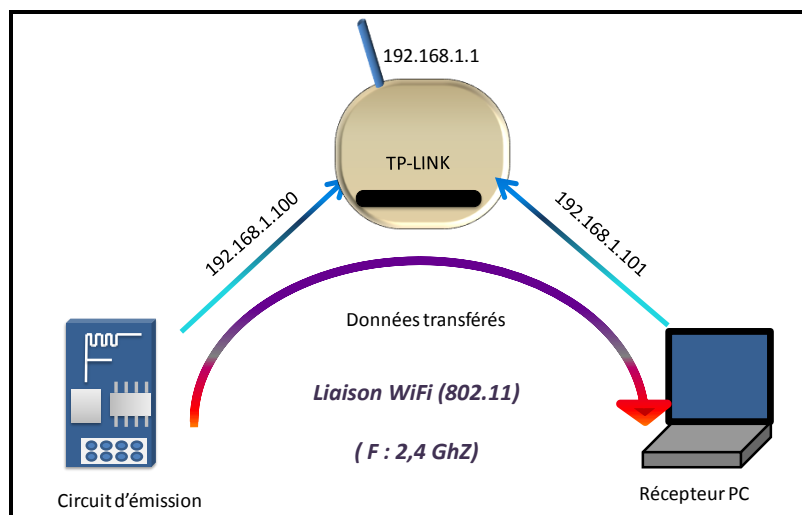 192.168.1.1
TP-LINK
192.168.1.100
192.168.1.101
Données transférés
Liaison WiFi (802.11)
( F : 2,4 GhZ)
Circuit d'émission
Récepteur PC